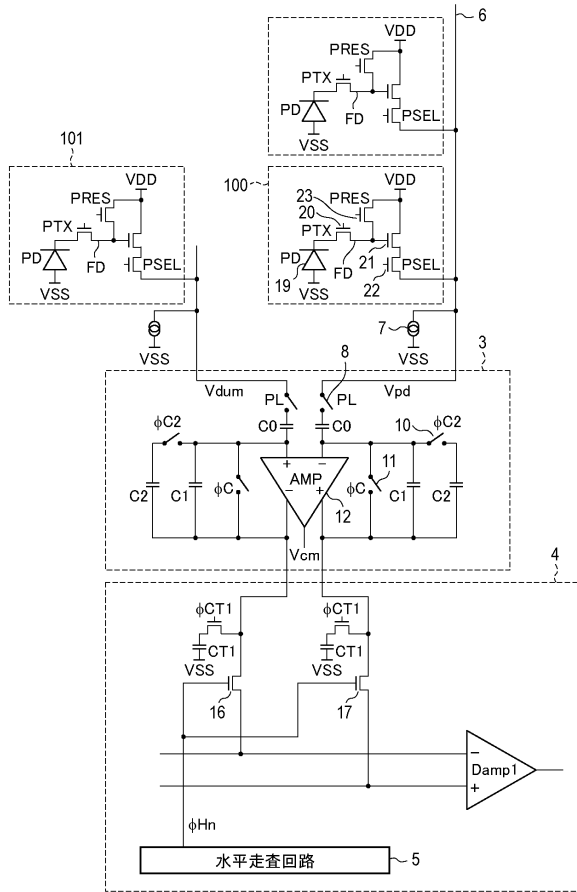 6
VDD
PRES
PTX
PD
FD
PSEL
VSS
101
VDD
PRES
PTX
PD
FD
PSEL
VSS
100
VDD
PRES
23
20
PTX
PD
FD
21
PSEL
19
22
VSS
VSS
7
VSS
3
8
Vdum
Vpd
PL
PL
C0
C0
φC2
10
φC2
C2
C1
φC
+
−
AMP
−
+
12
φC
11
C1
C2
Vcm
4
φCT1
CT1
VSS
φCT1
CT1
VSS
16
17
−
Damp1
+
φHn
水平走査回路
5